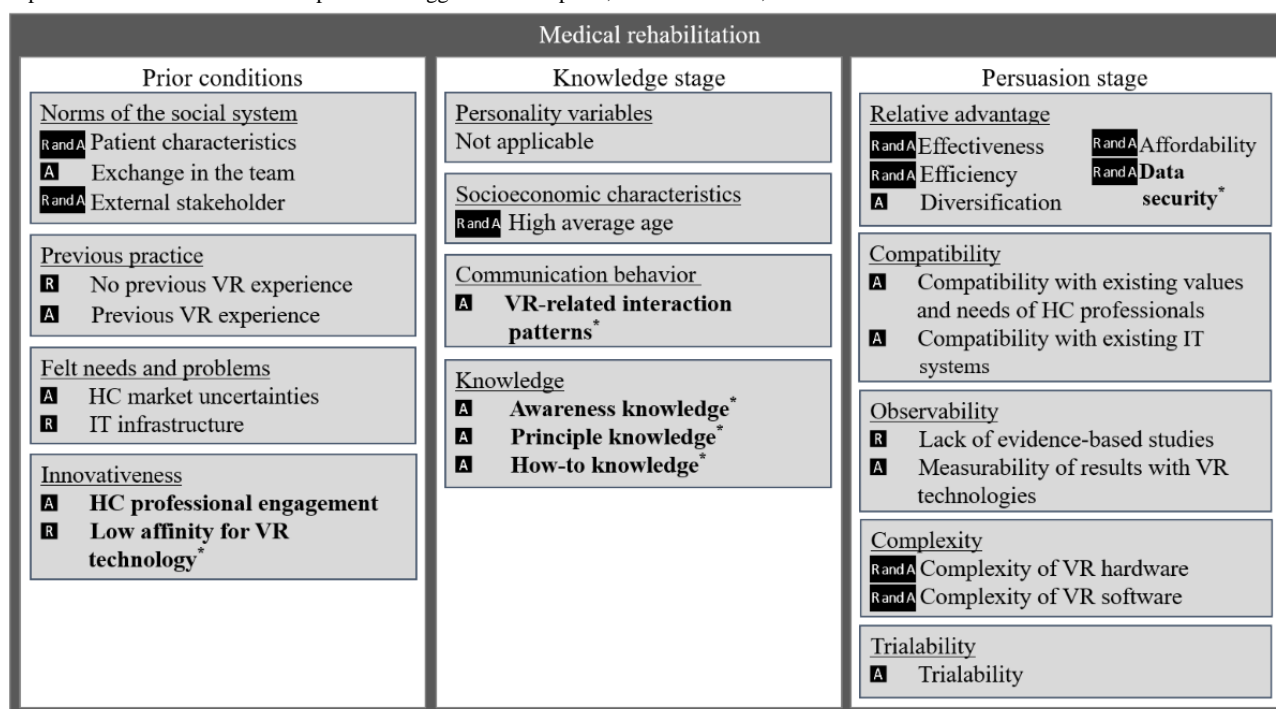 Medical rehabilitation
Prior conditions
Norms of the social system
R and A Patient characteristics
A Exchange in the team
R and A External stakeholder
Previous practice
R No previous VR experience
A Previous VR experience
Felt needs and problems
A HC market uncertainties
R IT infrastructure
Innovativeness
A HC professional engagement
R Low affinity for VR
technology*
Knowledge stage
Personality variables
Not applicable
Socioeconomic characteristics
R and A High average age
Communication behavior
A VR-related interaction
patterns*
Knowledge
A Awareness knowledge*
A Principle knowledge*
A How-to knowledge*
Persuasion stage
Relative advantage
R and A Effectiveness
R and A Efficiency
A Diversification
R and A Affordability
R and A Data
security*
Compatibility
A Compatibility with existing values
and needs of HC professionals
A Compatibility with existing IT
systems
Observability
R Lack of evidence-based studies
A Measurability of results with VR
technologies
Complexity
R and A Complexity of VR hardware
R and A Complexity of VR software
Trialability
A Trialability